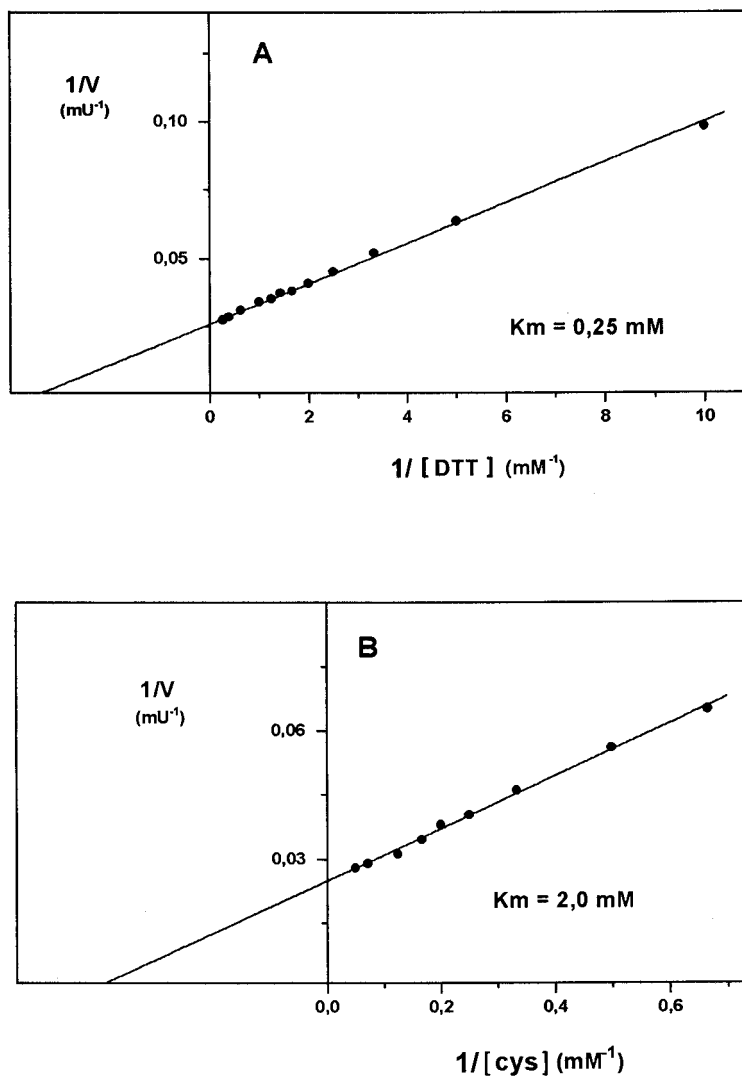 A
1/V
(mU⁻¹)
0,10
0,05
Km = 0,25 mM
0 2 4 6 8 10
1/ [ DTT ] (mM⁻¹)
B
1/V
(mU⁻¹)
0,06
0,03
Km = 2,0 mM
0,0 0,2 0,4 0,6
1/ [ cys ] (mM⁻¹)